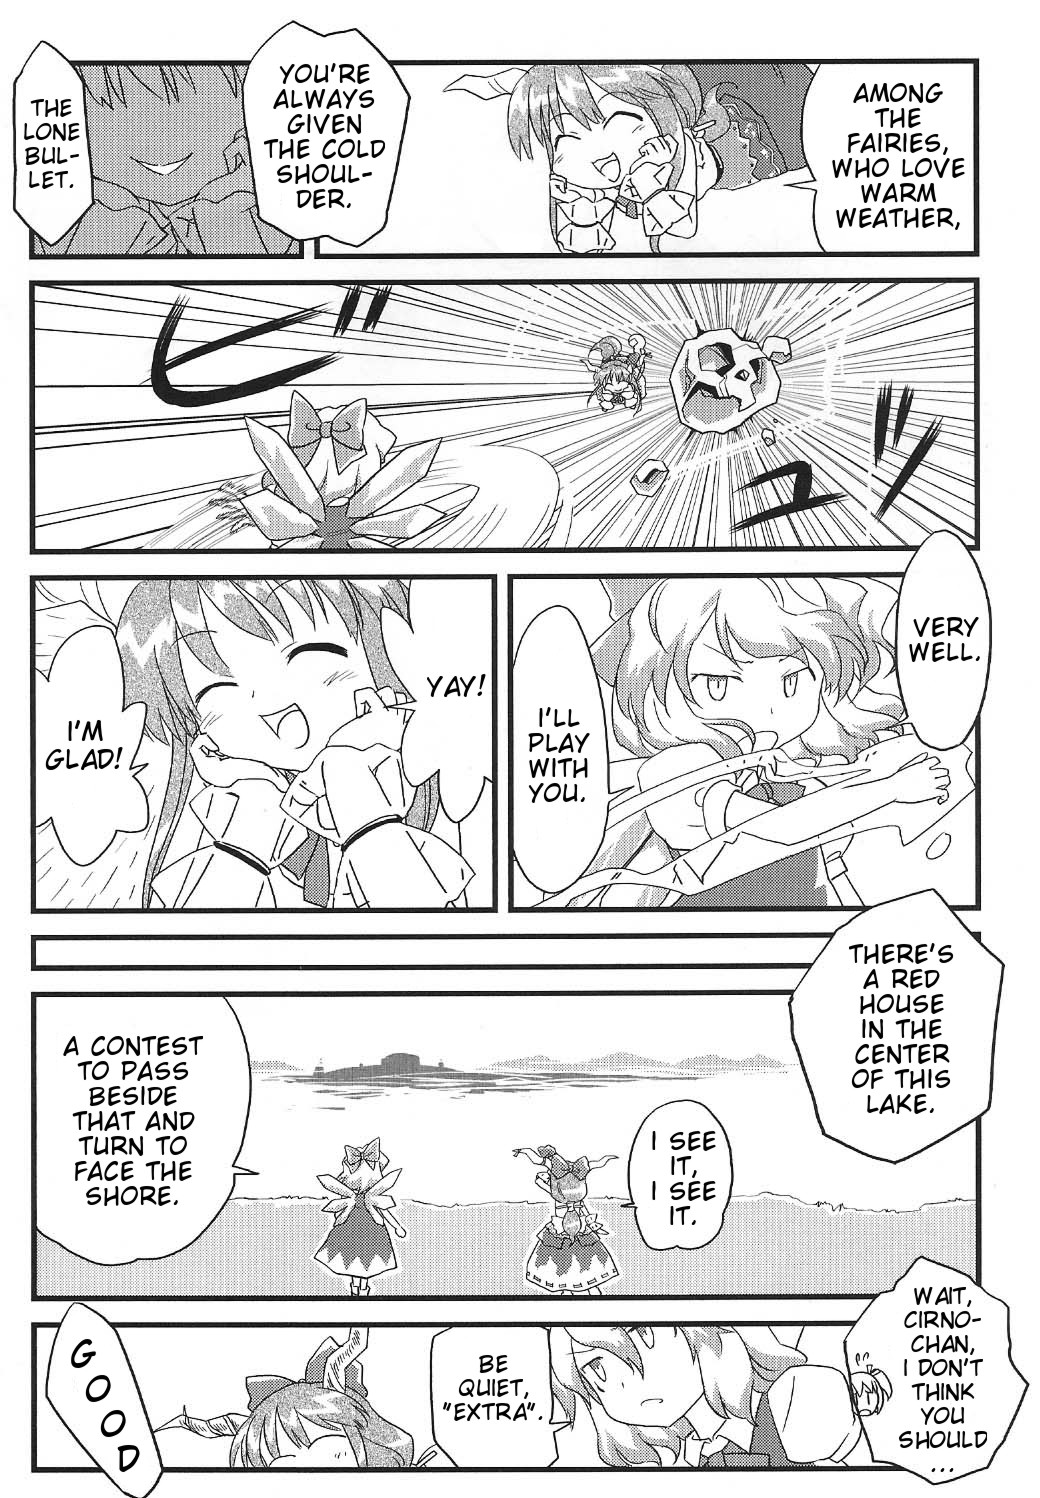 AMONG
THE
FAIRIES,
WHO LOVE
WARM
WEATHER,
YOU'RE
ALWAYS
GIVEN
THE COLD
SHOUL-
DER.
THE
LONE
BUL-
LET.
ビュッ
VERY
WELL.
I'LL
PLAY
WITH
YOU.
YAY!
I'M
GLAD!
THERE'S
A RED
HOUSE
IN THE
CENTER
OF THIS
LAKE.
I SEE
IT,
I SEE
IT.
A CONTEST
TO PASS
BESIDE
THAT AND
TURN TO
FACE THE
SHORE.
WAIT,
CIRNO-
CHAN,
I DON'T
THINK
YOU
SHOULD
...
BE
QUIET,
"EXTRA".
GOOD